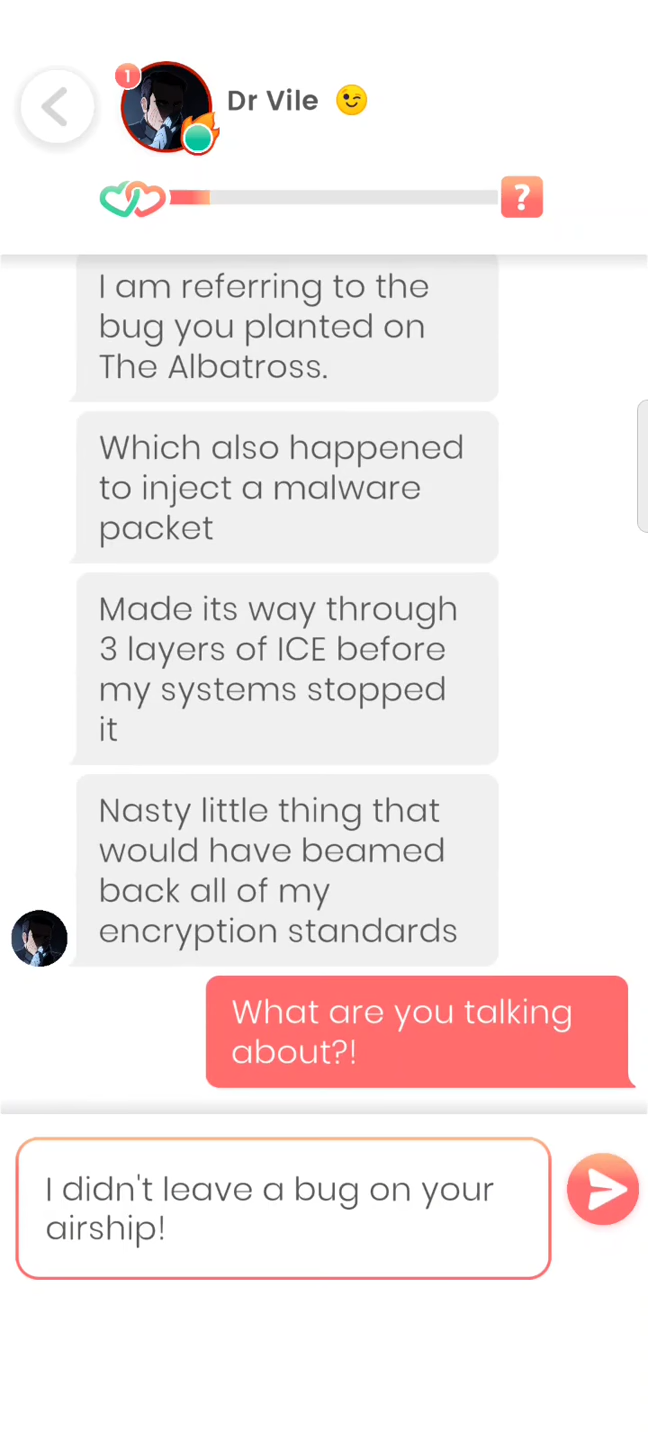 1
Dr Vile
?
I am referring to the
bug you planted on
The Albatross.
Which also happened
to inject a malware
packet
Made its way through
3 layers of ICE before
my systems stopped
it
Nasty little thing that
would have beamed
back all of my
encryption standards
What are you talking
about?!
I didn't leave a bug on your
airship!